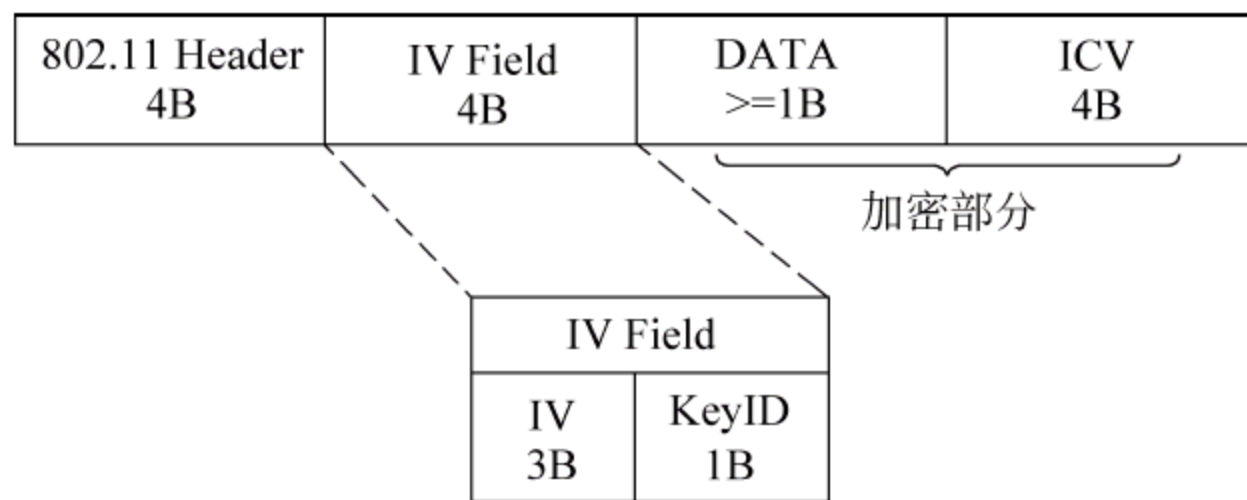 802.11 Header
4B
IV Field
4B
DATA
>=1B
ICV
4B
加密部分
IV Field
IV
3B
KeyID
1B